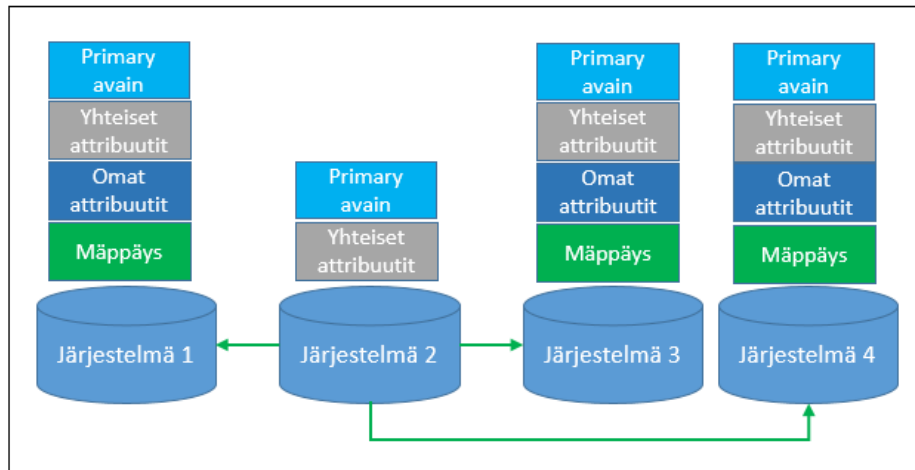 Primary
avain
Yhteiset
attribuutit
Omat
attribuutit
Mäppäys
Järjestelmä 1
Primary
avain
Yhteiset
attribuutit
Järjestelmä 2
Primary
avain
Yhteiset
attribuutit
Omat
attribuutit
Mäppäys
Järjestelmä 3
Primary
avain
Yhteiset
attribuutit
Omat
attribuutit
Mäppäys
Järjestelmä 4